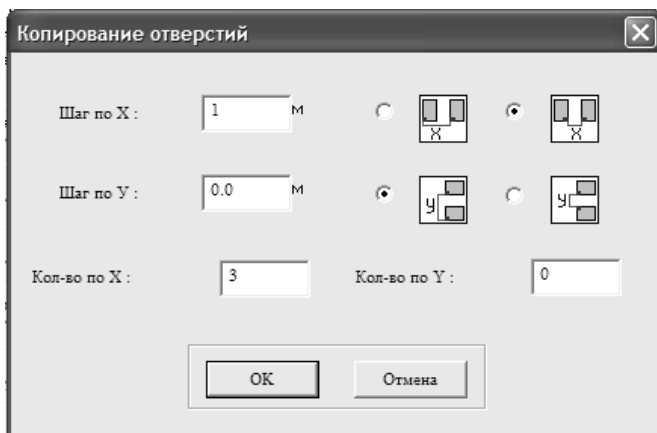 Копирование отверстий
Шаг по X : 1 м X X
Шаг по У : 0.0 м У У
Кол-во по X : 3 Кол-во по Y : 0
OK Отмена